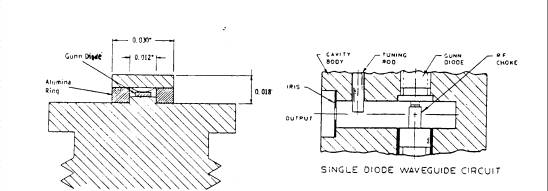 0.030"
0.012"
Gunn Diode
Alumina
Ring
0.018"
CAVITY
BODY
TUNING
ROD
GUNN
DIODE
R.F
CHOKE
IRIS
OUTPUT
SINGLE DIODE WAVEGUIDE CIRCUIT